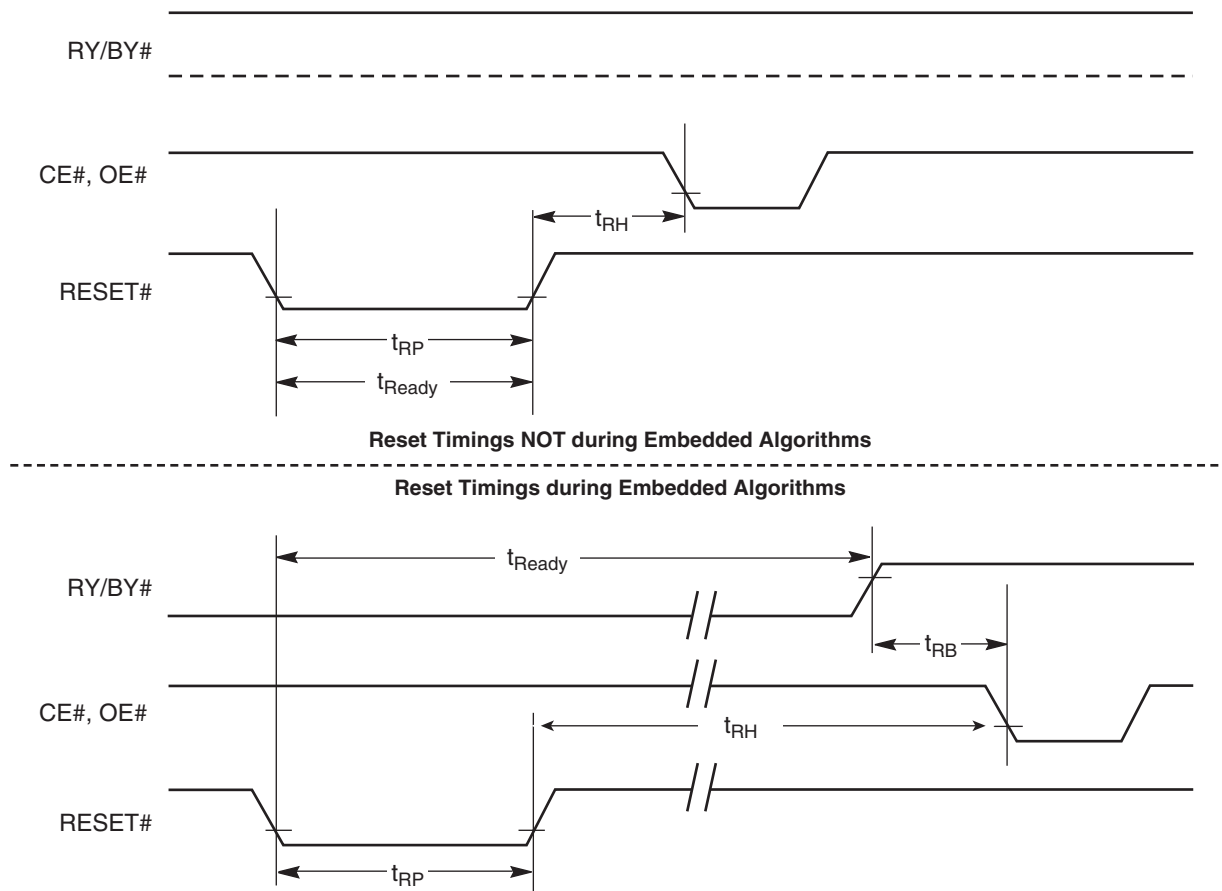 RY/BY#
CE#, OE#
tRH
RESET#
tRP
tReady
Reset Timings NOT during Embedded Algorithms
Reset Timings during Embedded Algorithms
tReady
RY/BY#
tRB
CE#, OE#
tRH
RESET#
tRP